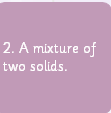 2. A mixture of
two solids.